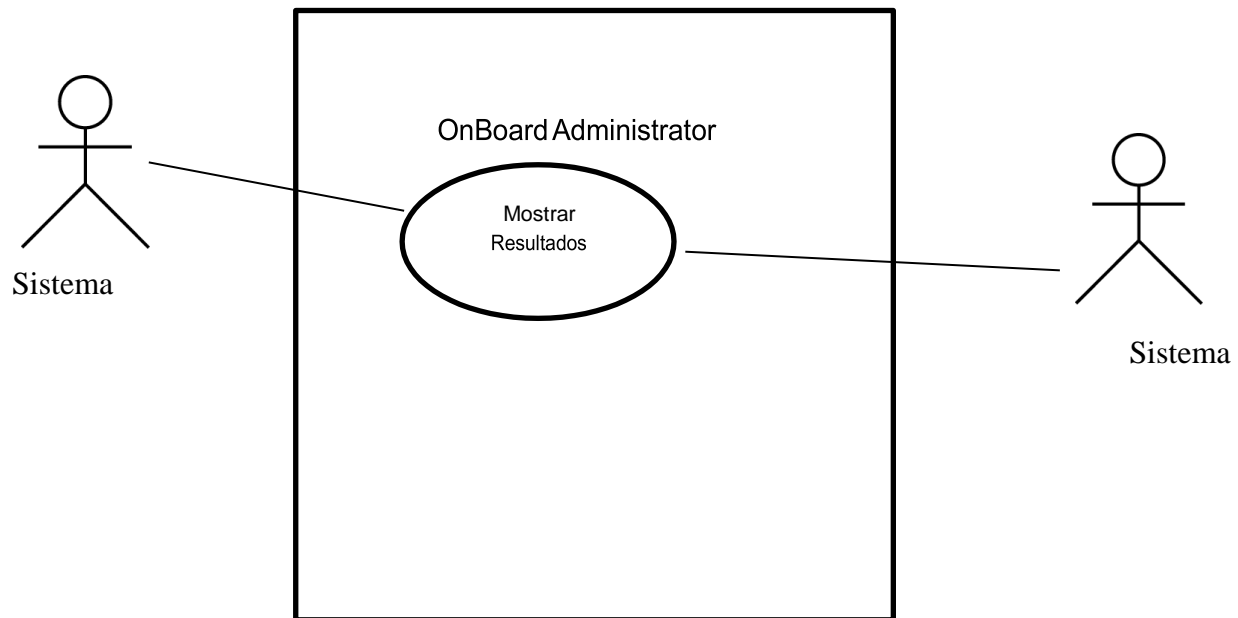 OnBoard Administrator
Mostrar
Resultados
Sistema
Sistema